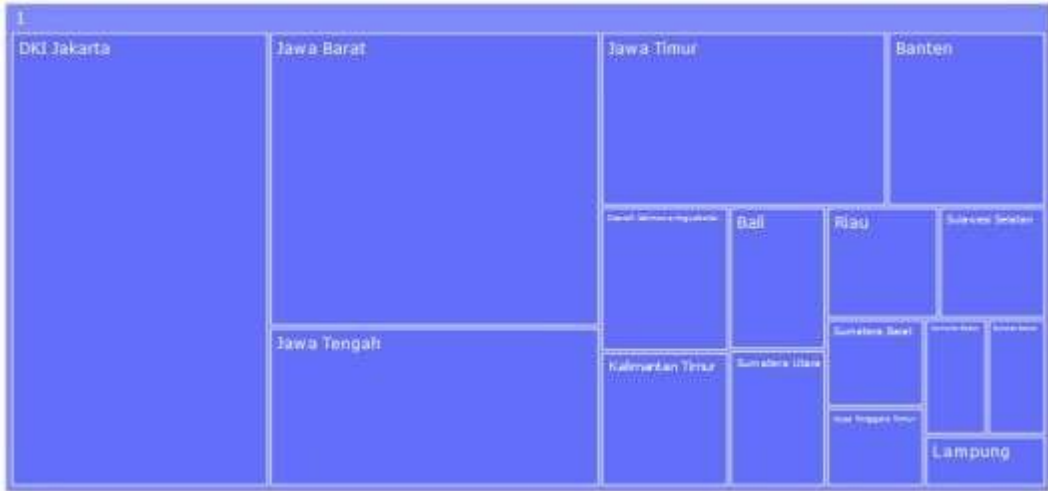 1
DKI Jakarta
Jawa Barat
Jawa Timur
Banten
Jawa Tengah
Daerah Istimewa Yogyakarta
Bali
Riau
Sulawesi Selatan
Kalimantan Timur
Sumatera Utara
Sumatera Barat
Nusa Tenggara Timur
Lampung